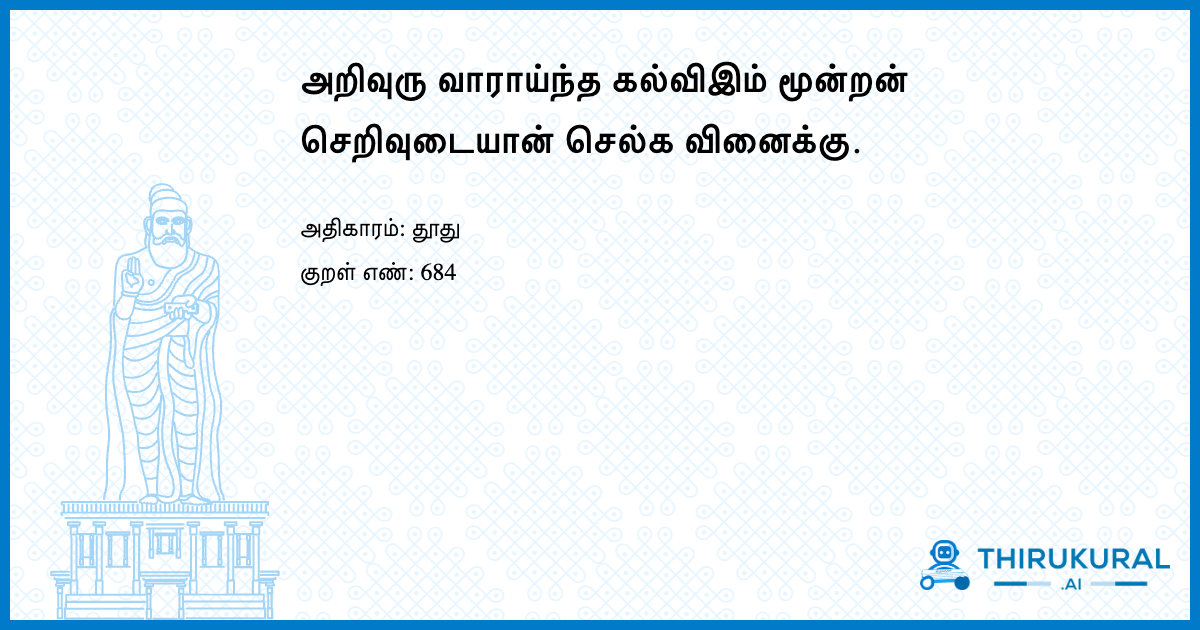 அறிவுரு வாராய்ந்த கல்விஇம் மூன்றன்
செறிவுடையான் செல்க வினைக்கு.
அதிகாரம்: தூது
குறள் எண்: 684
THIRUKURAL
.AI